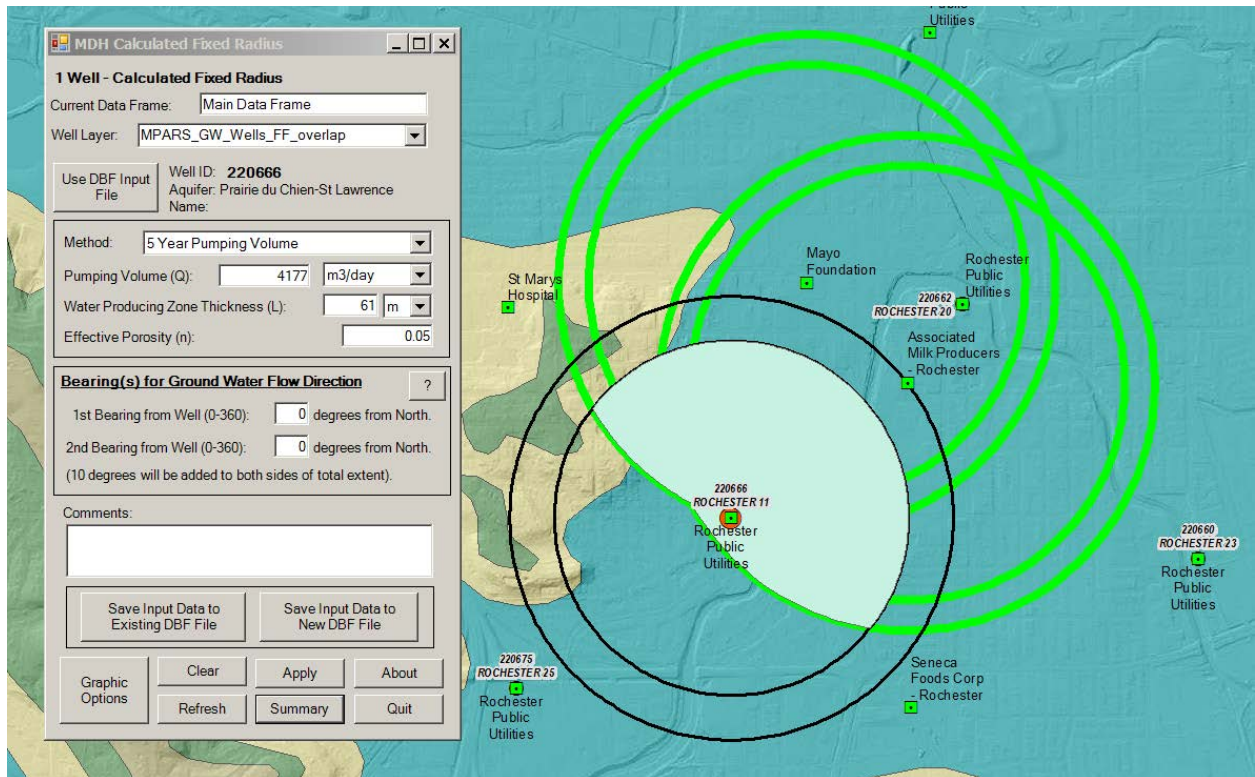 MDH Calculated Fixed Radius
1 Well - Calculated Fixed Radius
Current Data Frame: Main Data Frame
Well Layer: MPARS_GW_Wells_FF_overlap
Use DBF Input
File
Well ID: 220666
Aquifer: Prairie du Chien-St Lawrence
Name:
Method: 5 Year Pumping Volume
Pumping Volume (Q): 4177 m3/day
Water Producing Zone Thickness (L): 61 m
Effective Porosity (n): 0.05
Bearing(s) for Ground Water Flow Direction ?
1st Bearing from Well (0-360): 0 degrees from North.
2nd Bearing from Well (0-360): 0 degrees from North.
(10 degrees will be added to both sides of total extent).
Comments:
Save Input Data to
Existing DBF File
Save Input Data to
New DBF File
Graphic
Options
Clear
Apply
About
Refresh
Summary
Quit
Public
Utilities
St Marys
Hospital
Mayo
Foundation
Rochester
Public
Utilities
220662
ROCHESTER 20
Associated
Milk Producers
- Rochester
220666
ROCHESTER 11
Rochester
Public
Utilities
220660
ROCHESTER 23
Rochester
Public
Utilities
220675
ROCHESTER 25
Rochester
Public
Utilities
Seneca
Foods Corp
- Rochester